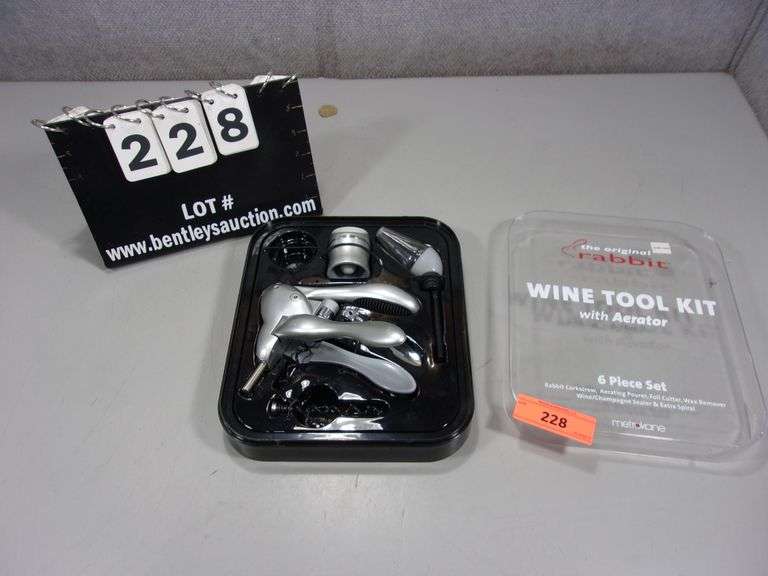 228
LOT #
www.bentleysauction.com
the original
rabbit
WINE TOOL KIT
with Aerator
6 Piece Set
Rabbit Corkscrew, Aerating Pourer, Foil Cutter, Wax Remover
Wine/Champagne Sealer & Extra Spiral
metrokane
228